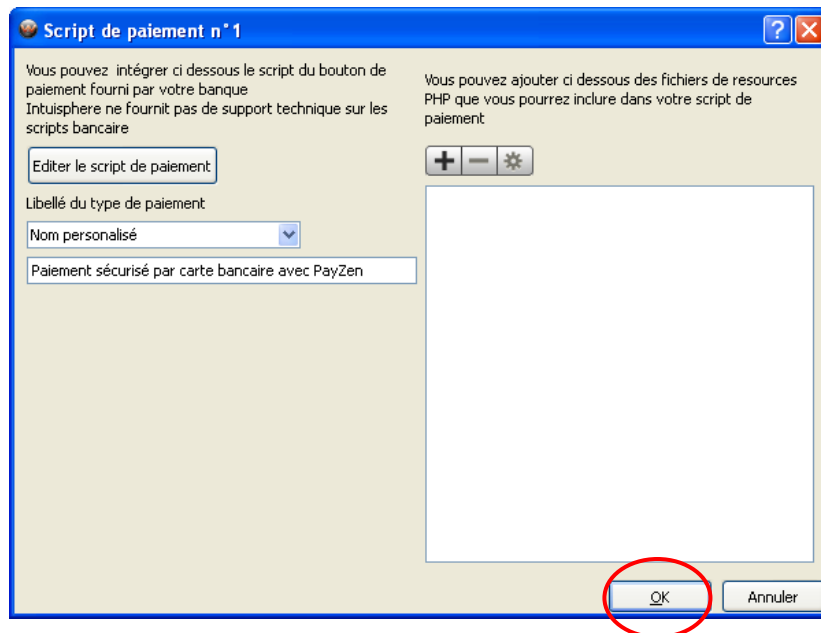 Script de paiement n°1
Vous pouvez intégrer ci dessous le script du bouton de
paiement fourni par votre banque
Intuisphere ne fournit pas de support technique sur les
scripts bancaire
Editer le script de paiement
Libellé du type de paiement
Nom personalisé
Paiement sécurisé par carte bancaire avec PayZen
Vous pouvez ajouter ci dessous des fichiers de resources
PHP que vous pourrez inclure dans votre script de
paiement
OK
Annuler